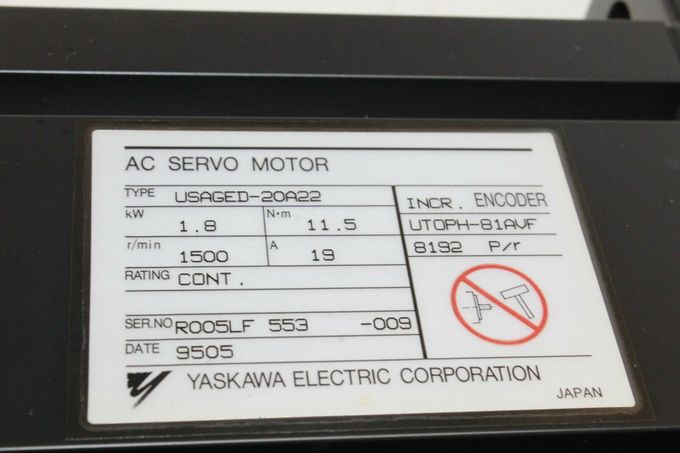 AC SERVO MOTOR
TYPE USAGED-20A22
kW 1.8 N·m 11.5
r/min 1500 A 19
RATING CONT.
SER.NO R005LF 553 -009
DATE 9505
INCR. ENCODER
UTOPH-81AVF
8192 P/r
YASKAWA ELECTRIC CORPORATION
JAPAN